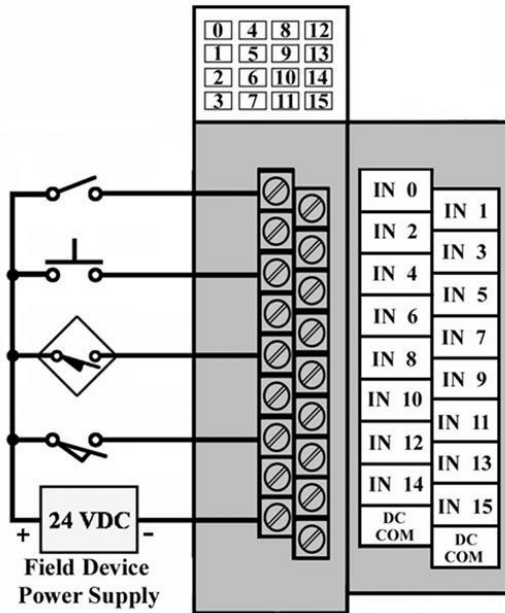 0 4 8 12
1 5 9 13
2 6 10 14
3 7 11 15
IN 0
IN 1
IN 2
IN 3
IN 4
IN 5
IN 6
IN 7
IN 8
IN 9
IN 10
IN 11
IN 12
IN 13
IN 14
IN 15
DC
COM
DC
COM
24 VDC
+ -
Field Device
Power Supply